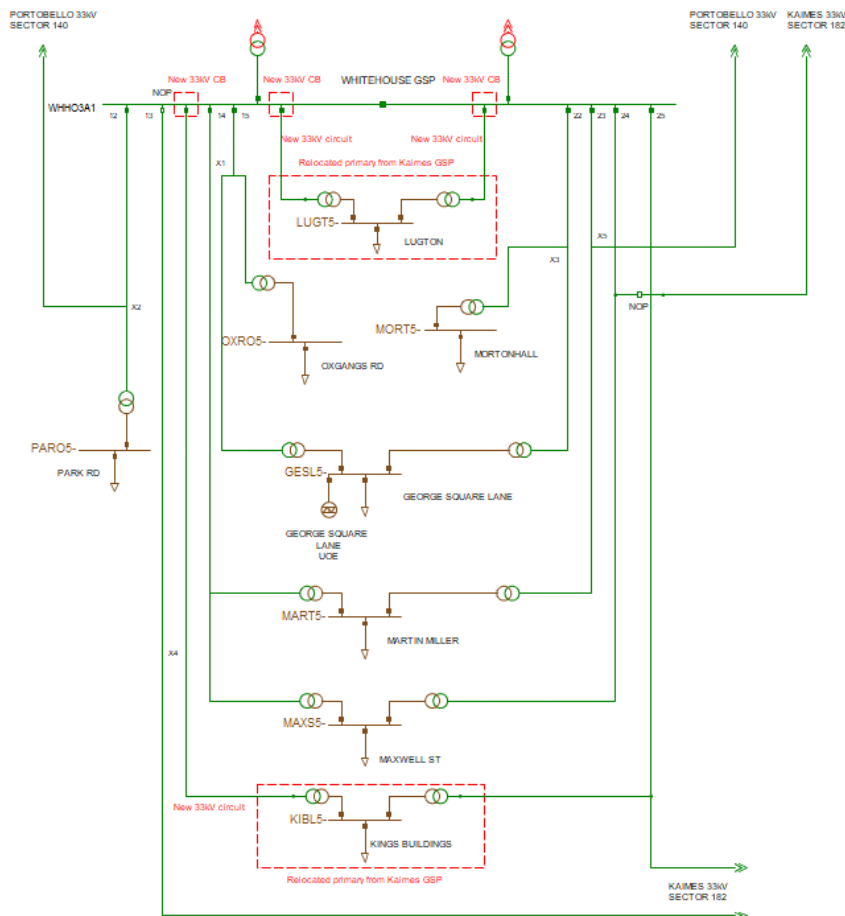 PORTOBELLO 33kV
SECTOR 140
PORTOBELLO 33kV
SECTOR 140
KAIMES 33kV
SECTOR 182
New 33kV CB
New 33kV CB
WHITEHOUSE GSP
New 33kV CB
NOP
WHHO3A1
12
13
14
15
22
23
24
25
New 33kV circuit
New 33kV circuit
X1
Relocated primary from Kaimes GSP
LUGT5-
LUGTON
X5
X3
X2
NOP
OXRO5-
OXGANGS RD
MORT5-
MORTONHALL
PARO5-
PARK RD
GESL5-
GEORGE SQUARE LANE
GEORGE SQUARE
LANE
UOE
MART5-
MARTIN MILLER
X4
MAXS5-
MAXWELL ST
New 33kV circuit
KIBL5-
KINGS BUILDINGS
Relocated primary from Kaimes GSP
KAIMES 33kV
SECTOR 182